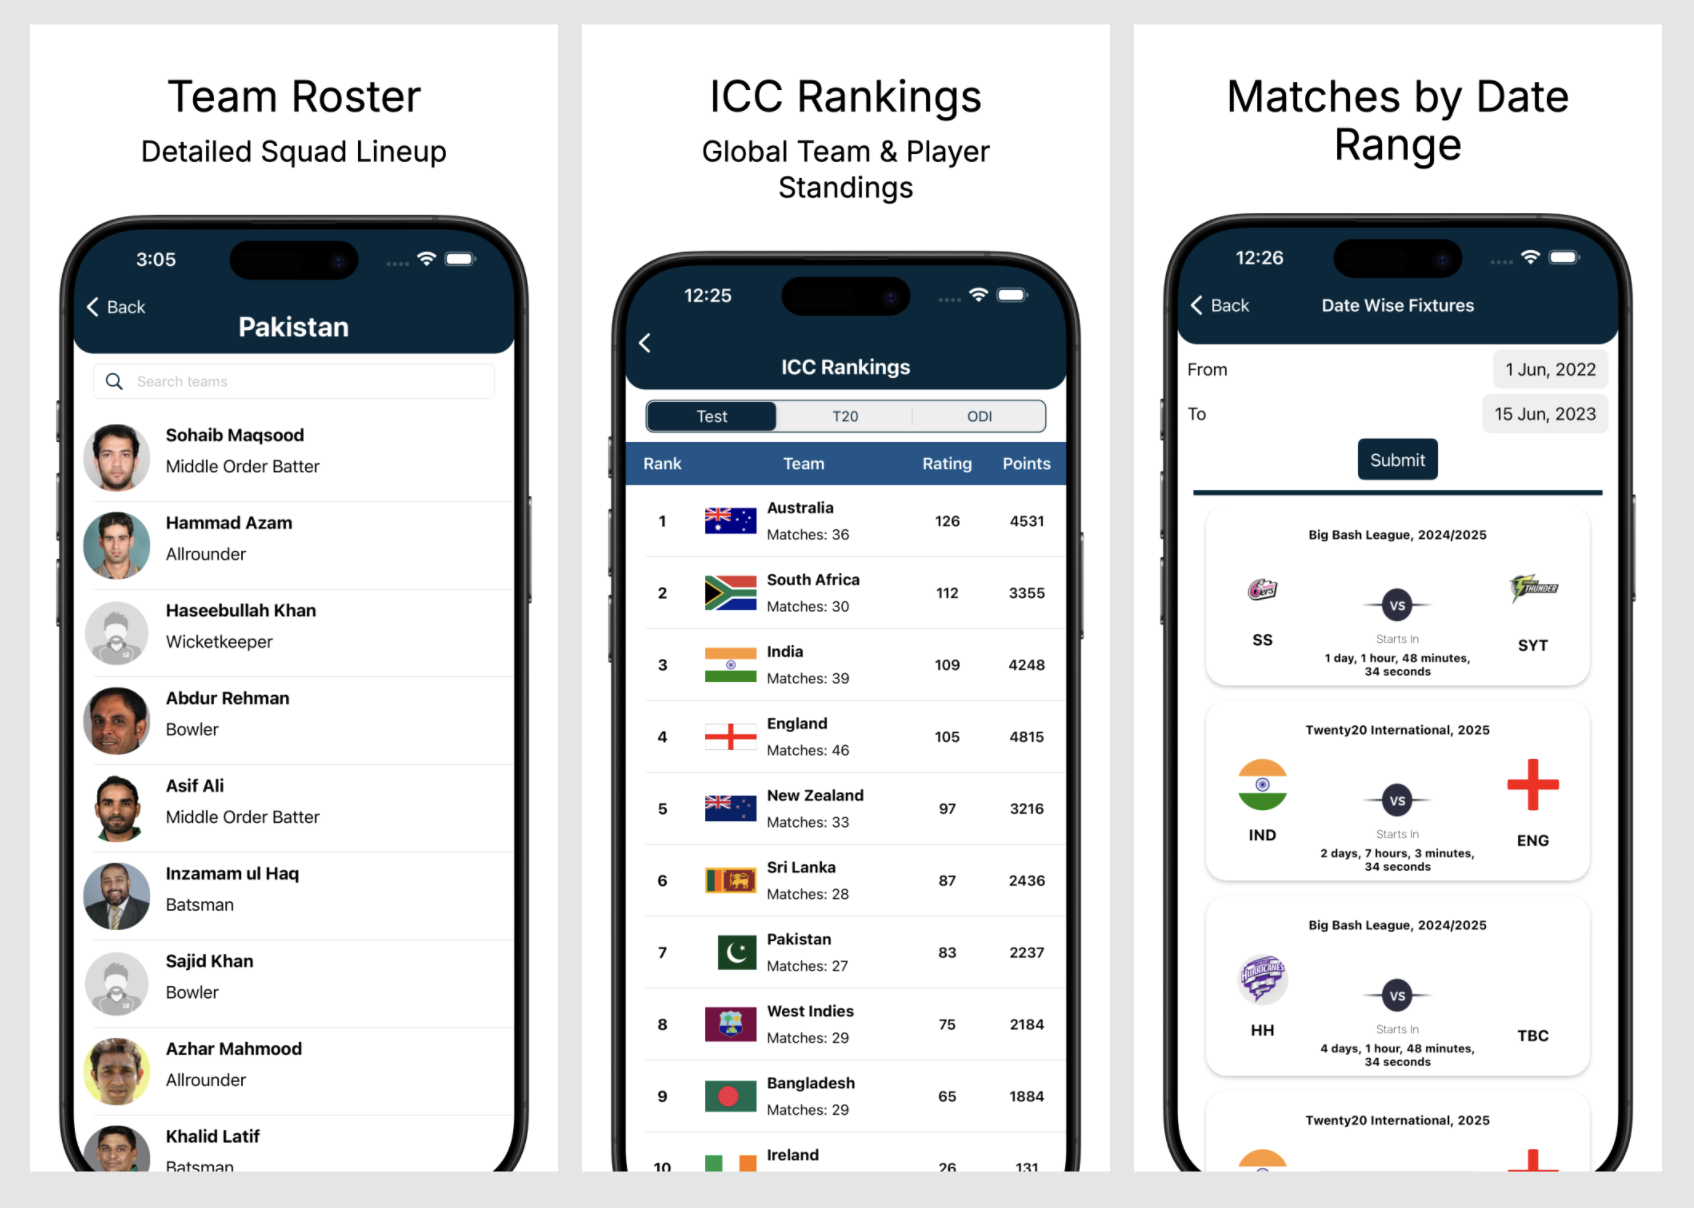 Team Roster
Detailed Squad Lineup
3:05
Back
Pakistan
Search teams
Sohaib Maqsood
Middle Order Batter
Hammad Azam
Allrounder
Haseebullah Khan
Wicketkeeper
Abdur Rehman
Bowler
Asif Ali
Middle Order Batter
Inzamam ul Haq
Batsman
Sajid Khan
Bowler
Azhar Mahmood
Allrounder
Khalid Latif
Batsman
ICC Rankings
Global Team & Player
Standings
12:25
ICC Rankings
Test T20 ODI
Rank Team Rating Points
1 Australia 126 4531
Matches: 36
2 South Africa 112 3355
Matches: 30
3 India 109 4248
Matches: 39
4 England 105 4815
Matches: 46
5 New Zealand 97 3216
Matches: 33
6 Sri Lanka 87 2436
Matches: 28
7 Pakistan 83 2237
Matches: 27
8 West Indies 75 2184
Matches: 29
9 Bangladesh 65 1884
Matches: 29
10 Ireland 26 131
Matches by Date
Range
12:26
Back Date Wise Fixtures
From 1 Jun, 2022
To 15 Jun, 2023
Submit
Big Bash League, 2024/2025
6ers VS THUNDER
SS Starts In SYT
1 day, 1 hour, 48 minutes,
34 seconds
Twenty20 International, 2025
VS
IND Starts In ENG
2 days, 7 hours, 3 minutes,
34 seconds
Big Bash League, 2024/2025
HURRICANES
VS
HH Starts In TBC
4 days, 1 hour, 48 minutes,
34 seconds
Twenty20 International, 2025